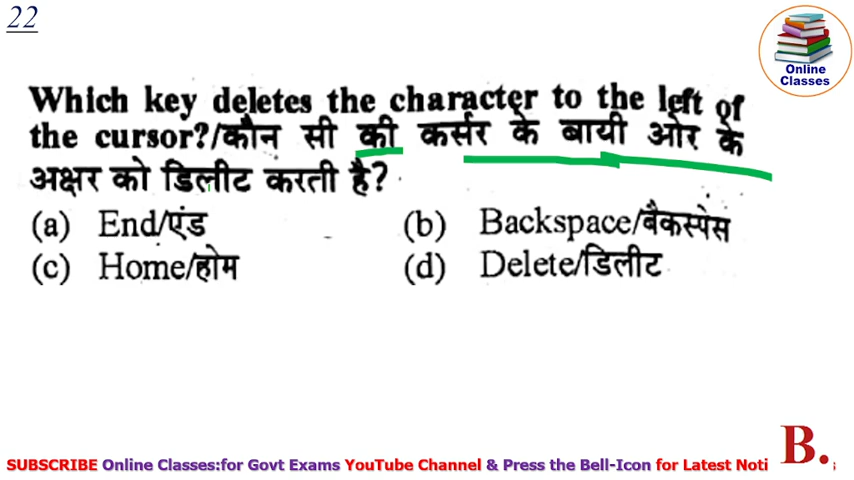 22
Online
Classes
Which key deletes the character to the left of
the cursor?/कौन सी की कर्सर के बायी ओर के
अक्षर को डिलीट करती है?
(a) End/एंड (b) Backspace/बैकस्पेस
(c) Home/होम (d) Delete/डिलीट
B.
SUBSCRIBE Online Classes:for Govt Exams YouTube Channel & Press the Bell-Icon for Latest Noti